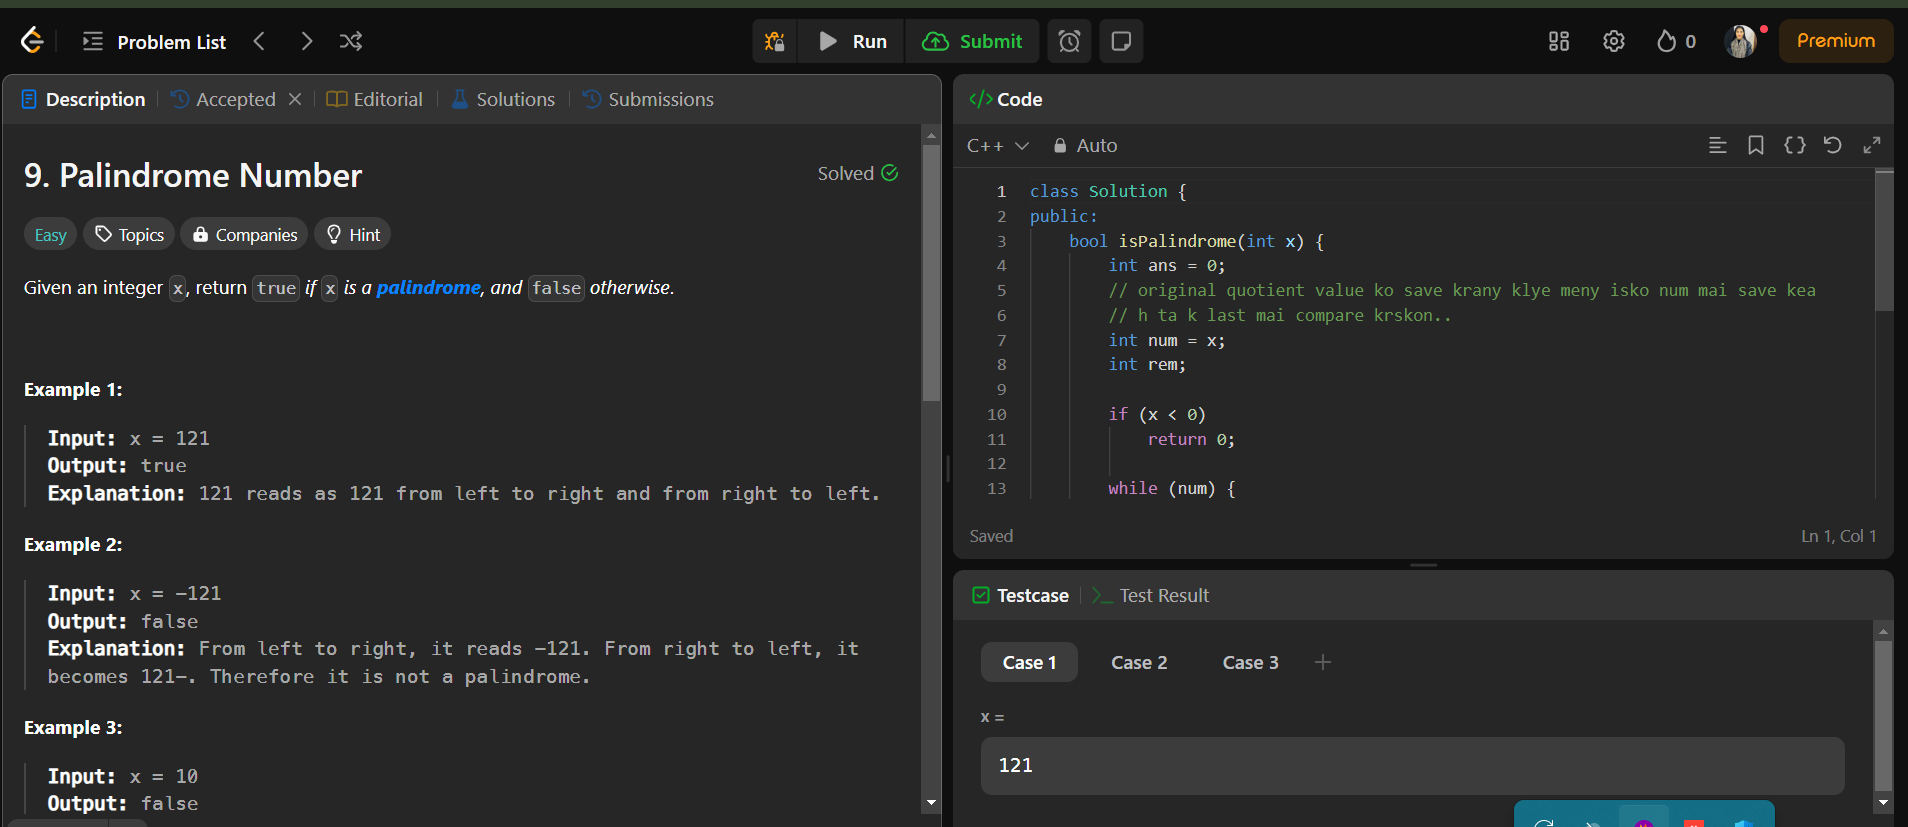 Problem List
Run
Submit
0
Premium
Description
Accepted
Editorial
Solutions
Submissions
9. Palindrome Number
Solved
Easy
Topics
Companies
Hint
Given an integer x, return true if x is a palindrome, and false otherwise.
Example 1:
Input: x = 121
Output: true
Explanation: 121 reads as 121 from left to right and from right to left.
Example 2:
Input: x = -121
Output: false
Explanation: From left to right, it reads -121. From right to left, it
becomes 121-. Therefore it is not a palindrome.
Example 3:
Input: x = 10
Output: false
</> Code
C++
Auto
1 class Solution {
2 public:
3 bool isPalindrome(int x) {
4 int ans = 0;
5 // original quotient value ko save krany klye meny isko num mai save kea
6 // h ta k last mai compare krskon..
7 int num = x;
8 int rem;
9
10 if (x < 0)
11 return 0;
12
13 while (num) {
Saved
Ln 1, Col 1
Testcase
Test Result
Case 1
Case 2
Case 3
x =
121